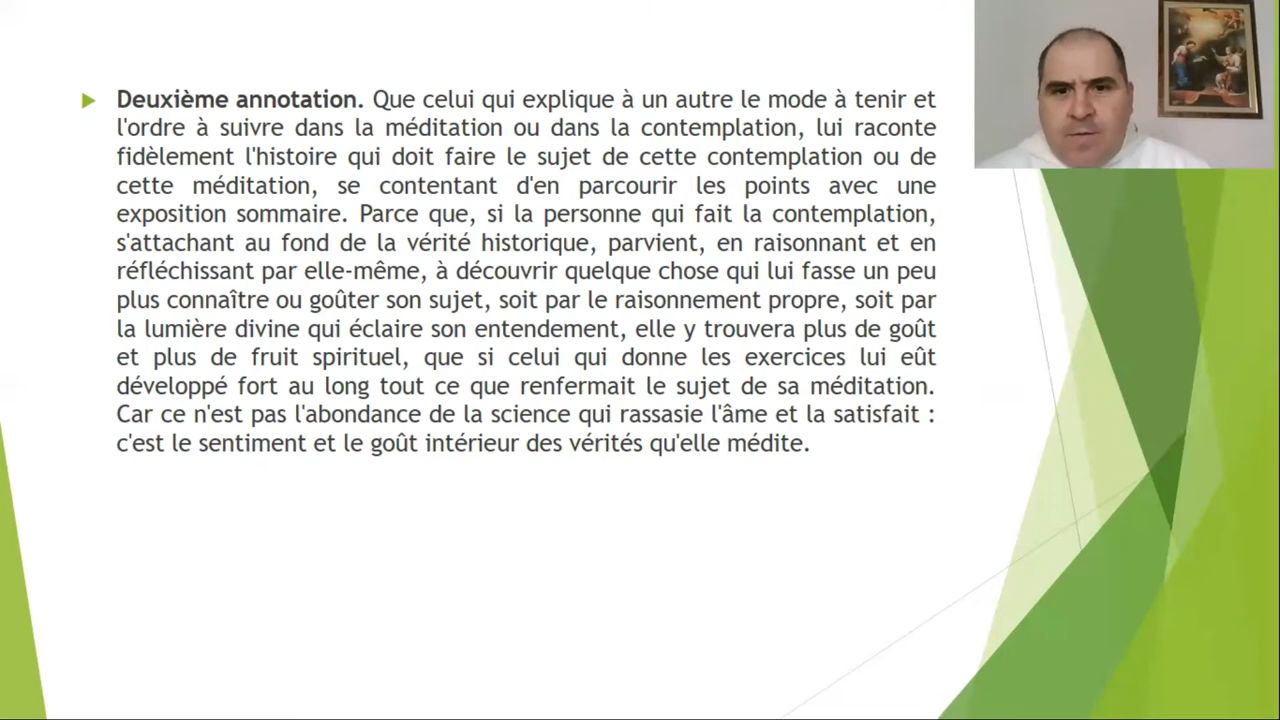 Deuxième annotation. Que celui qui explique à un autre le mode à tenir et
l'ordre à suivre dans la méditation ou dans la contemplation, lui raconte
fidèlement l'histoire qui doit faire le sujet de cette contemplation ou de
cette méditation, se contentant d'en parcourir les points avec une
exposition sommaire. Parce que, si la personne qui fait la contemplation,
s'attachant au fond de la vérité historique, parvient, en raisonnant et en
réfléchissant par elle-même, à découvrir quelque chose qui lui fasse un peu
plus connaître ou goûter son sujet, soit par le raisonnement propre, soit par
la lumière divine qui éclaire son entendement, elle y trouvera plus de goût
et plus de fruit spirituel, que si celui qui donne les exercices lui eût
développé fort au long tout ce que renfermait le sujet de sa méditation.
Car ce n'est pas l'abondance de la science qui rassasie l'âme et la satisfait :
c'est le sentiment et le goût intérieur des vérités qu'elle médite.